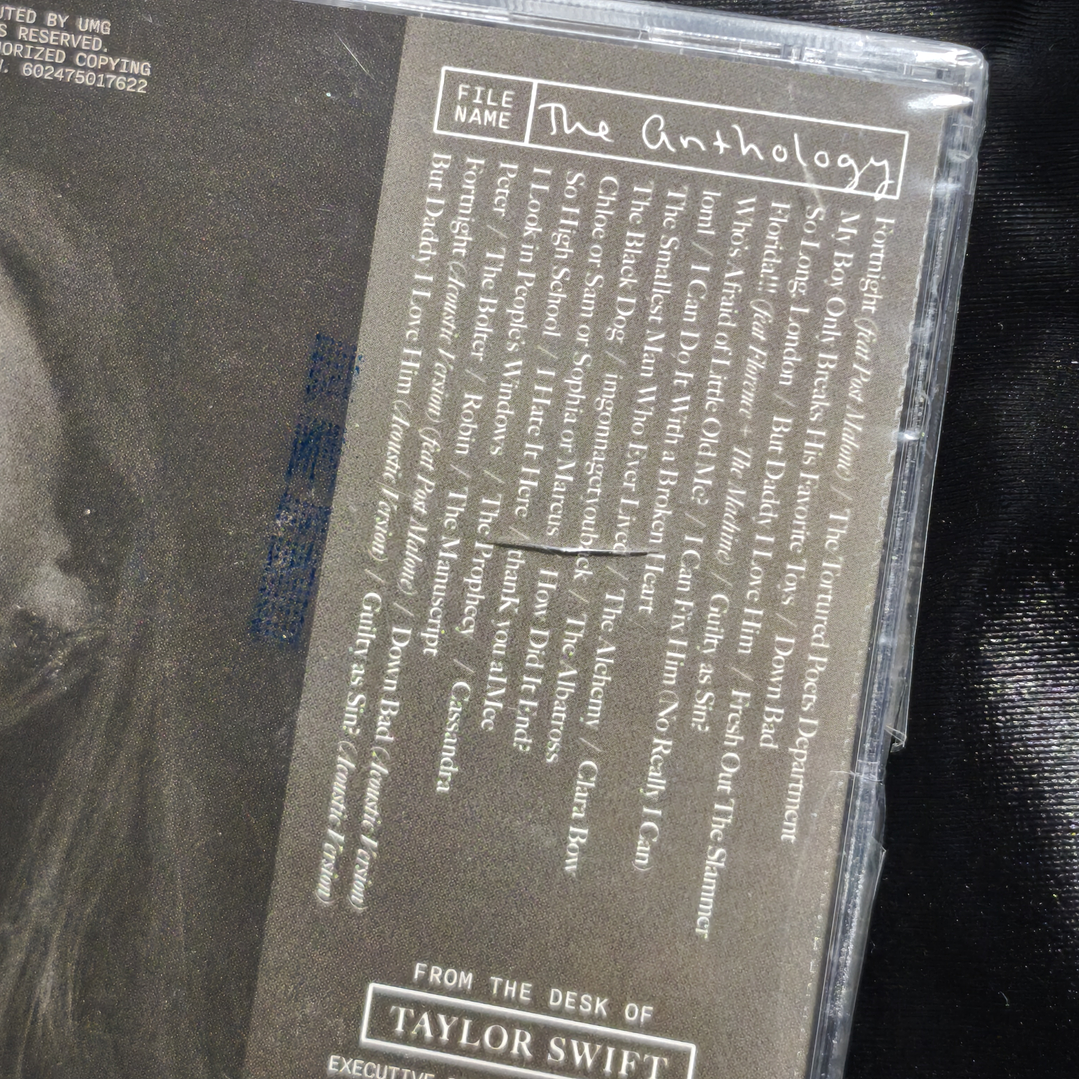 UTED BY UMG
S RESERVED.
HORIZED COPYING
N. 602475017622
FILE NAME
The Anthology
Fortnight (feat Post Malone) / The Tortured Poets Department
My Boy Only Breaks His Favorite Toys / Down Bad
So Long, London / But Daddy I Love Him / Fresh Out The Slammer
Florida!!! (feat Florence + The Machine) / Guilty as Sin?
Who's Afraid of Little Old Me? / I Can Fix Him (No Really I Can)
loml / I Can Do It With a Broken Heart
The Smallest Man Who Ever Lived / The Alchemy / Clara Bow
The Black Dog / imgonnagetyouback / The Albatross
Chloe or Sam or Sophia or Marcus / How Did It End?
So High School / I Hate It Here / thanK you aIMee
I Look in People's Windows / The Prophecy / Cassandra
Peter / The Bolter / Robin / The Manuscript
Fortnight (Acoustic Version) (feat Post Malone) / Down Bad (Acoustic Version)
But Daddy I Love Him (Acoustic Version) / Guilty as Sin? (Acoustic Version)
FROM THE DESK OF
TAYLOR SWIFT
EXECUTIVE